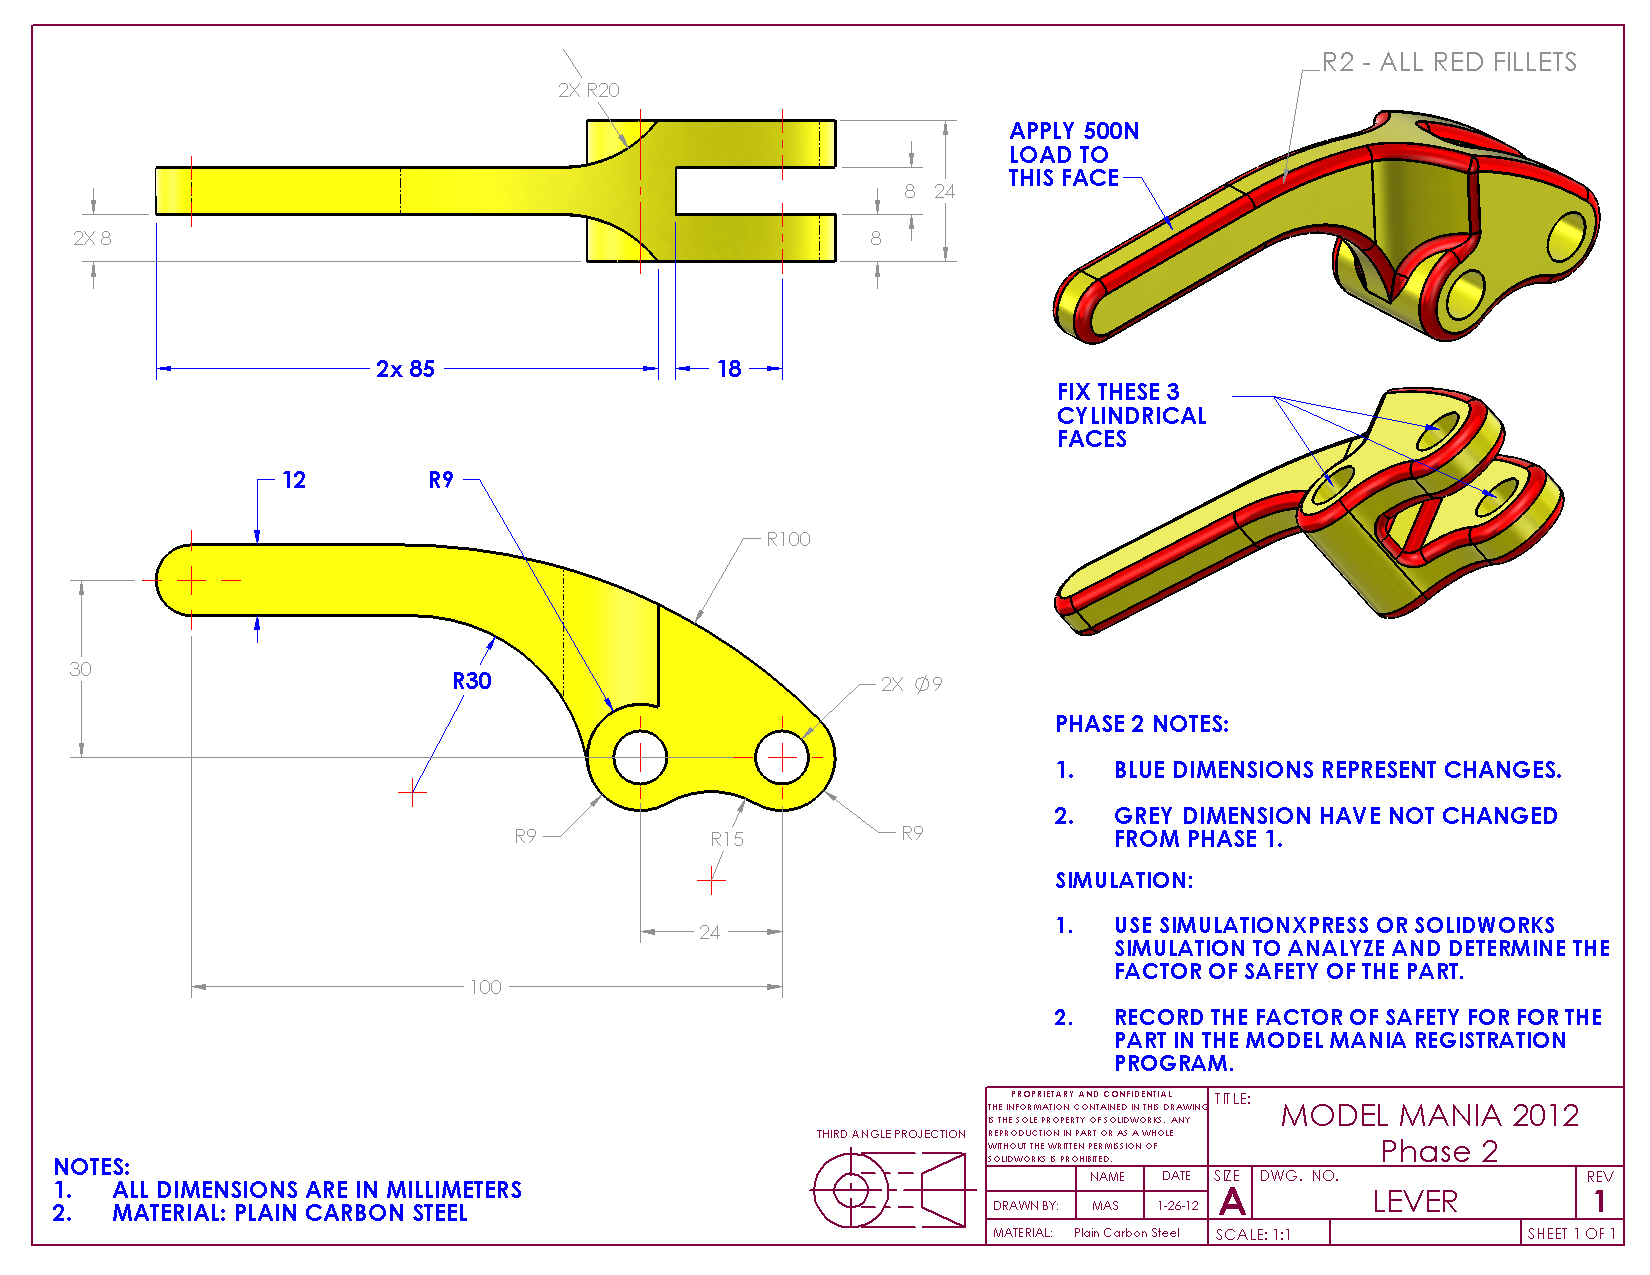 R2 - ALL RED FILLETS
2X R20
APPLY 500N
LOAD TO
THIS FACE
8
24
2X 8
8
2x 85
18
FIX THESE 3
CYLINDRICAL
FACES
12
R9
R100
30
R30
2X Ø9
R9
R15
R9
24
100
PHASE 2 NOTES:
1. BLUE DIMENSIONS REPRESENT CHANGES.
2. GREY DIMENSION HAVE NOT CHANGED
FROM PHASE 1.
SIMULATION:
1. USE SIMULATIONXPRESS OR SOLIDWORKS
SIMULATION TO ANALYZE AND DETERMINE THE
FACTOR OF SAFETY OF THE PART.
2. RECORD THE FACTOR OF SAFETY FOR FOR THE
PART IN THE MODEL MANIA REGISTRATION
PROGRAM.
NOTES:
1. ALL DIMENSIONS ARE IN MILLIMETERS
2. MATERIAL: PLAIN CARBON STEEL
THIRD ANGLE PROJECTION
PROPRIETARY AND CONFIDENTIAL
THE INFORMATION CONTAINED IN THIS DRAWING
IS THE SOLE PROPERTY OF SOLIDWORKS. ANY
REPRODUCTION IN PART OR AS A WHOLE
WITHOUT THE WRITTEN PERMISSION OF
SOLIDWORKS IS PROHIBITED.
TITLE:
MODEL MANIA 2012
Phase 2
NAME DATE
DRAWN BY: MAS 1-26-12
MATERIAL: Plain Carbon Steel
SIZE
A
DWG. NO.
LEVER
REV
1
SCALE: 1:1
SHEET 1 OF 1